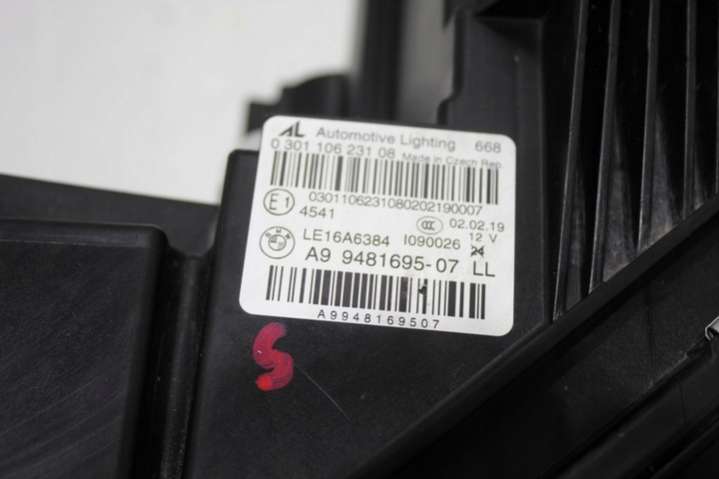 AL Automotive Lighting 668
0 301 106 231 08 Made in Czech Rep.
0301106231080202190007
E1 4541 CCC 02.02.19
LE16A6384 I090026 12 V
A9 9481695-07 LL
A9948169507
S